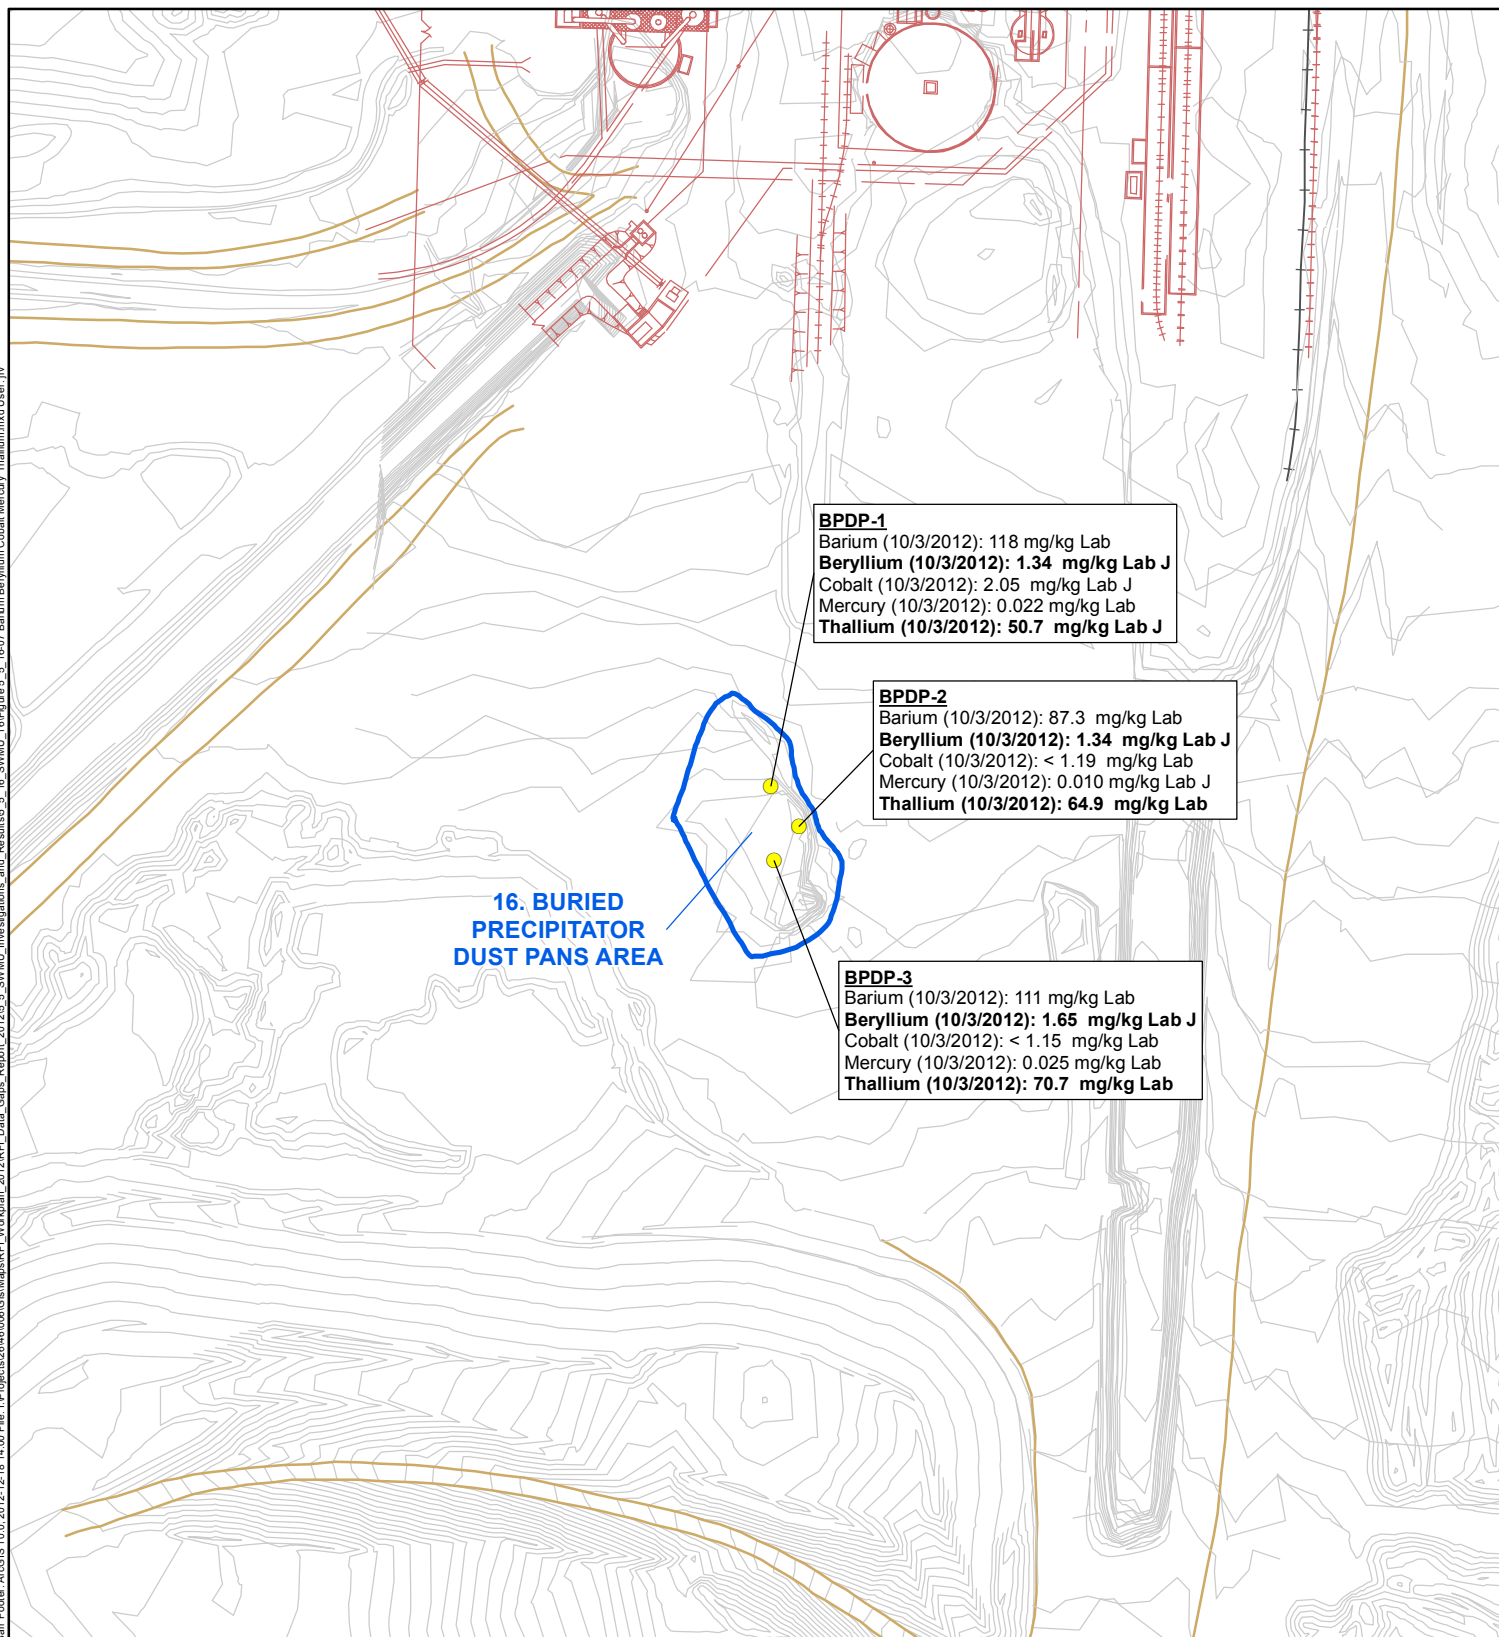 BPDP-1
Barium (10/3/2012): 118 mg/kg Lab
Beryllium (10/3/2012): 1.34 mg/kg Lab J
Cobalt (10/3/2012): 2.05 mg/kg Lab J
Mercury (10/3/2012): 0.022 mg/kg Lab
Thallium (10/3/2012): 50.7 mg/kg Lab J
BPDP-2
Barium (10/3/2012): 87.3 mg/kg Lab
Beryllium (10/3/2012): 1.34 mg/kg Lab J
Cobalt (10/3/2012): < 1.19 mg/kg Lab
Mercury (10/3/2012): 0.010 mg/kg Lab J
Thallium (10/3/2012): 64.9 mg/kg Lab
16. BURIED
PRECIPITATOR
DUST PANS AREA
BPDP-3
Barium (10/3/2012): 111 mg/kg Lab
Beryllium (10/3/2012): 1.65 mg/kg Lab J
Cobalt (10/3/2012): < 1.15 mg/kg Lab
Mercury (10/3/2012): 0.025 mg/kg Lab
Thallium (10/3/2012): 70.7 mg/kg Lab